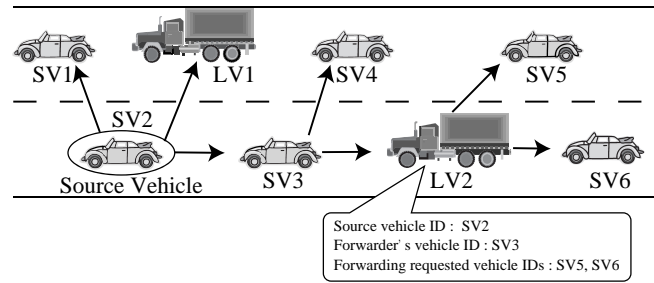 SV1
LV1
SV4
SV5
SV2
Source Vehicle
SV3
LV2
SV6
Source vehicle ID : SV2
Forwarder's vehicle ID : SV3
Forwarding requested vehicle IDs : SV5, SV6